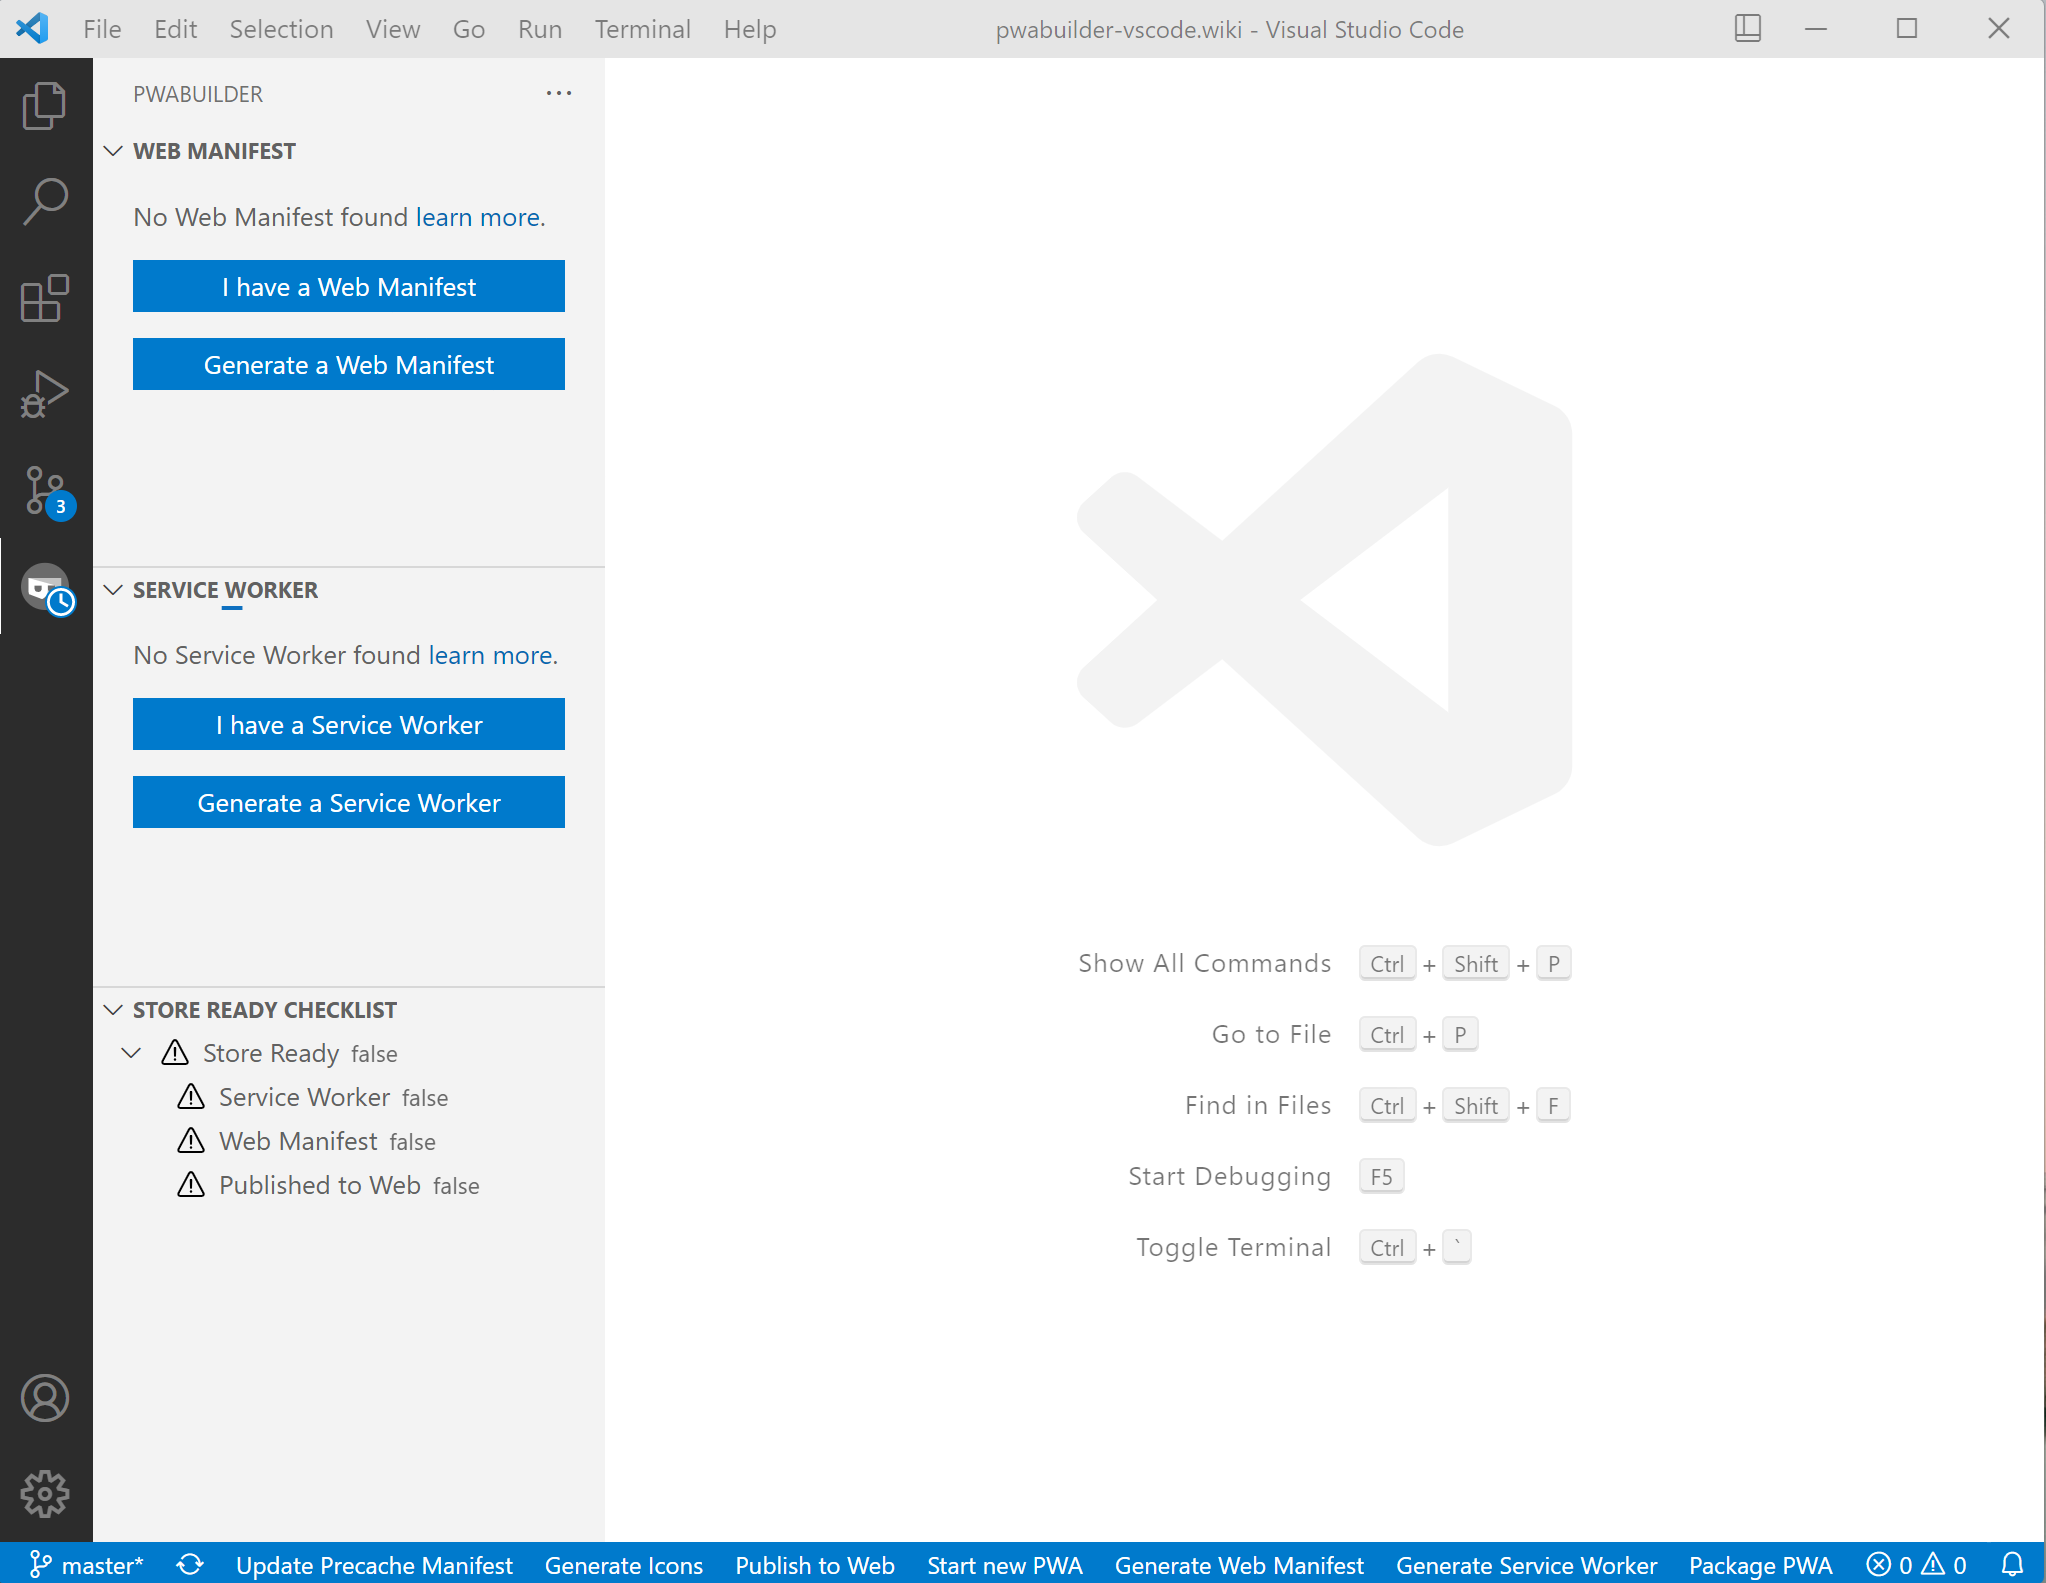 File Edit Selection View Go Run Terminal Help pwabuilder-vscode.wiki - Visual Studio Code
PWABUILDER
WEB MANIFEST
No Web Manifest found learn more.
I have a Web Manifest
Generate a Web Manifest
3
SERVICE WORKER
No Service Worker found learn more.
I have a Service Worker
Generate a Service Worker
STORE READY CHECKLIST
Store Ready false
Service Worker false
Web Manifest false
Published to Web false
Show All Commands Ctrl + Shift + P
Go to File Ctrl + P
Find in Files Ctrl + Shift + F
Start Debugging F5
Toggle Terminal Ctrl + `
master* Update Precache Manifest Generate Icons Publish to Web Start new PWA Generate Web Manifest Generate Service Worker Package PWA 0 0